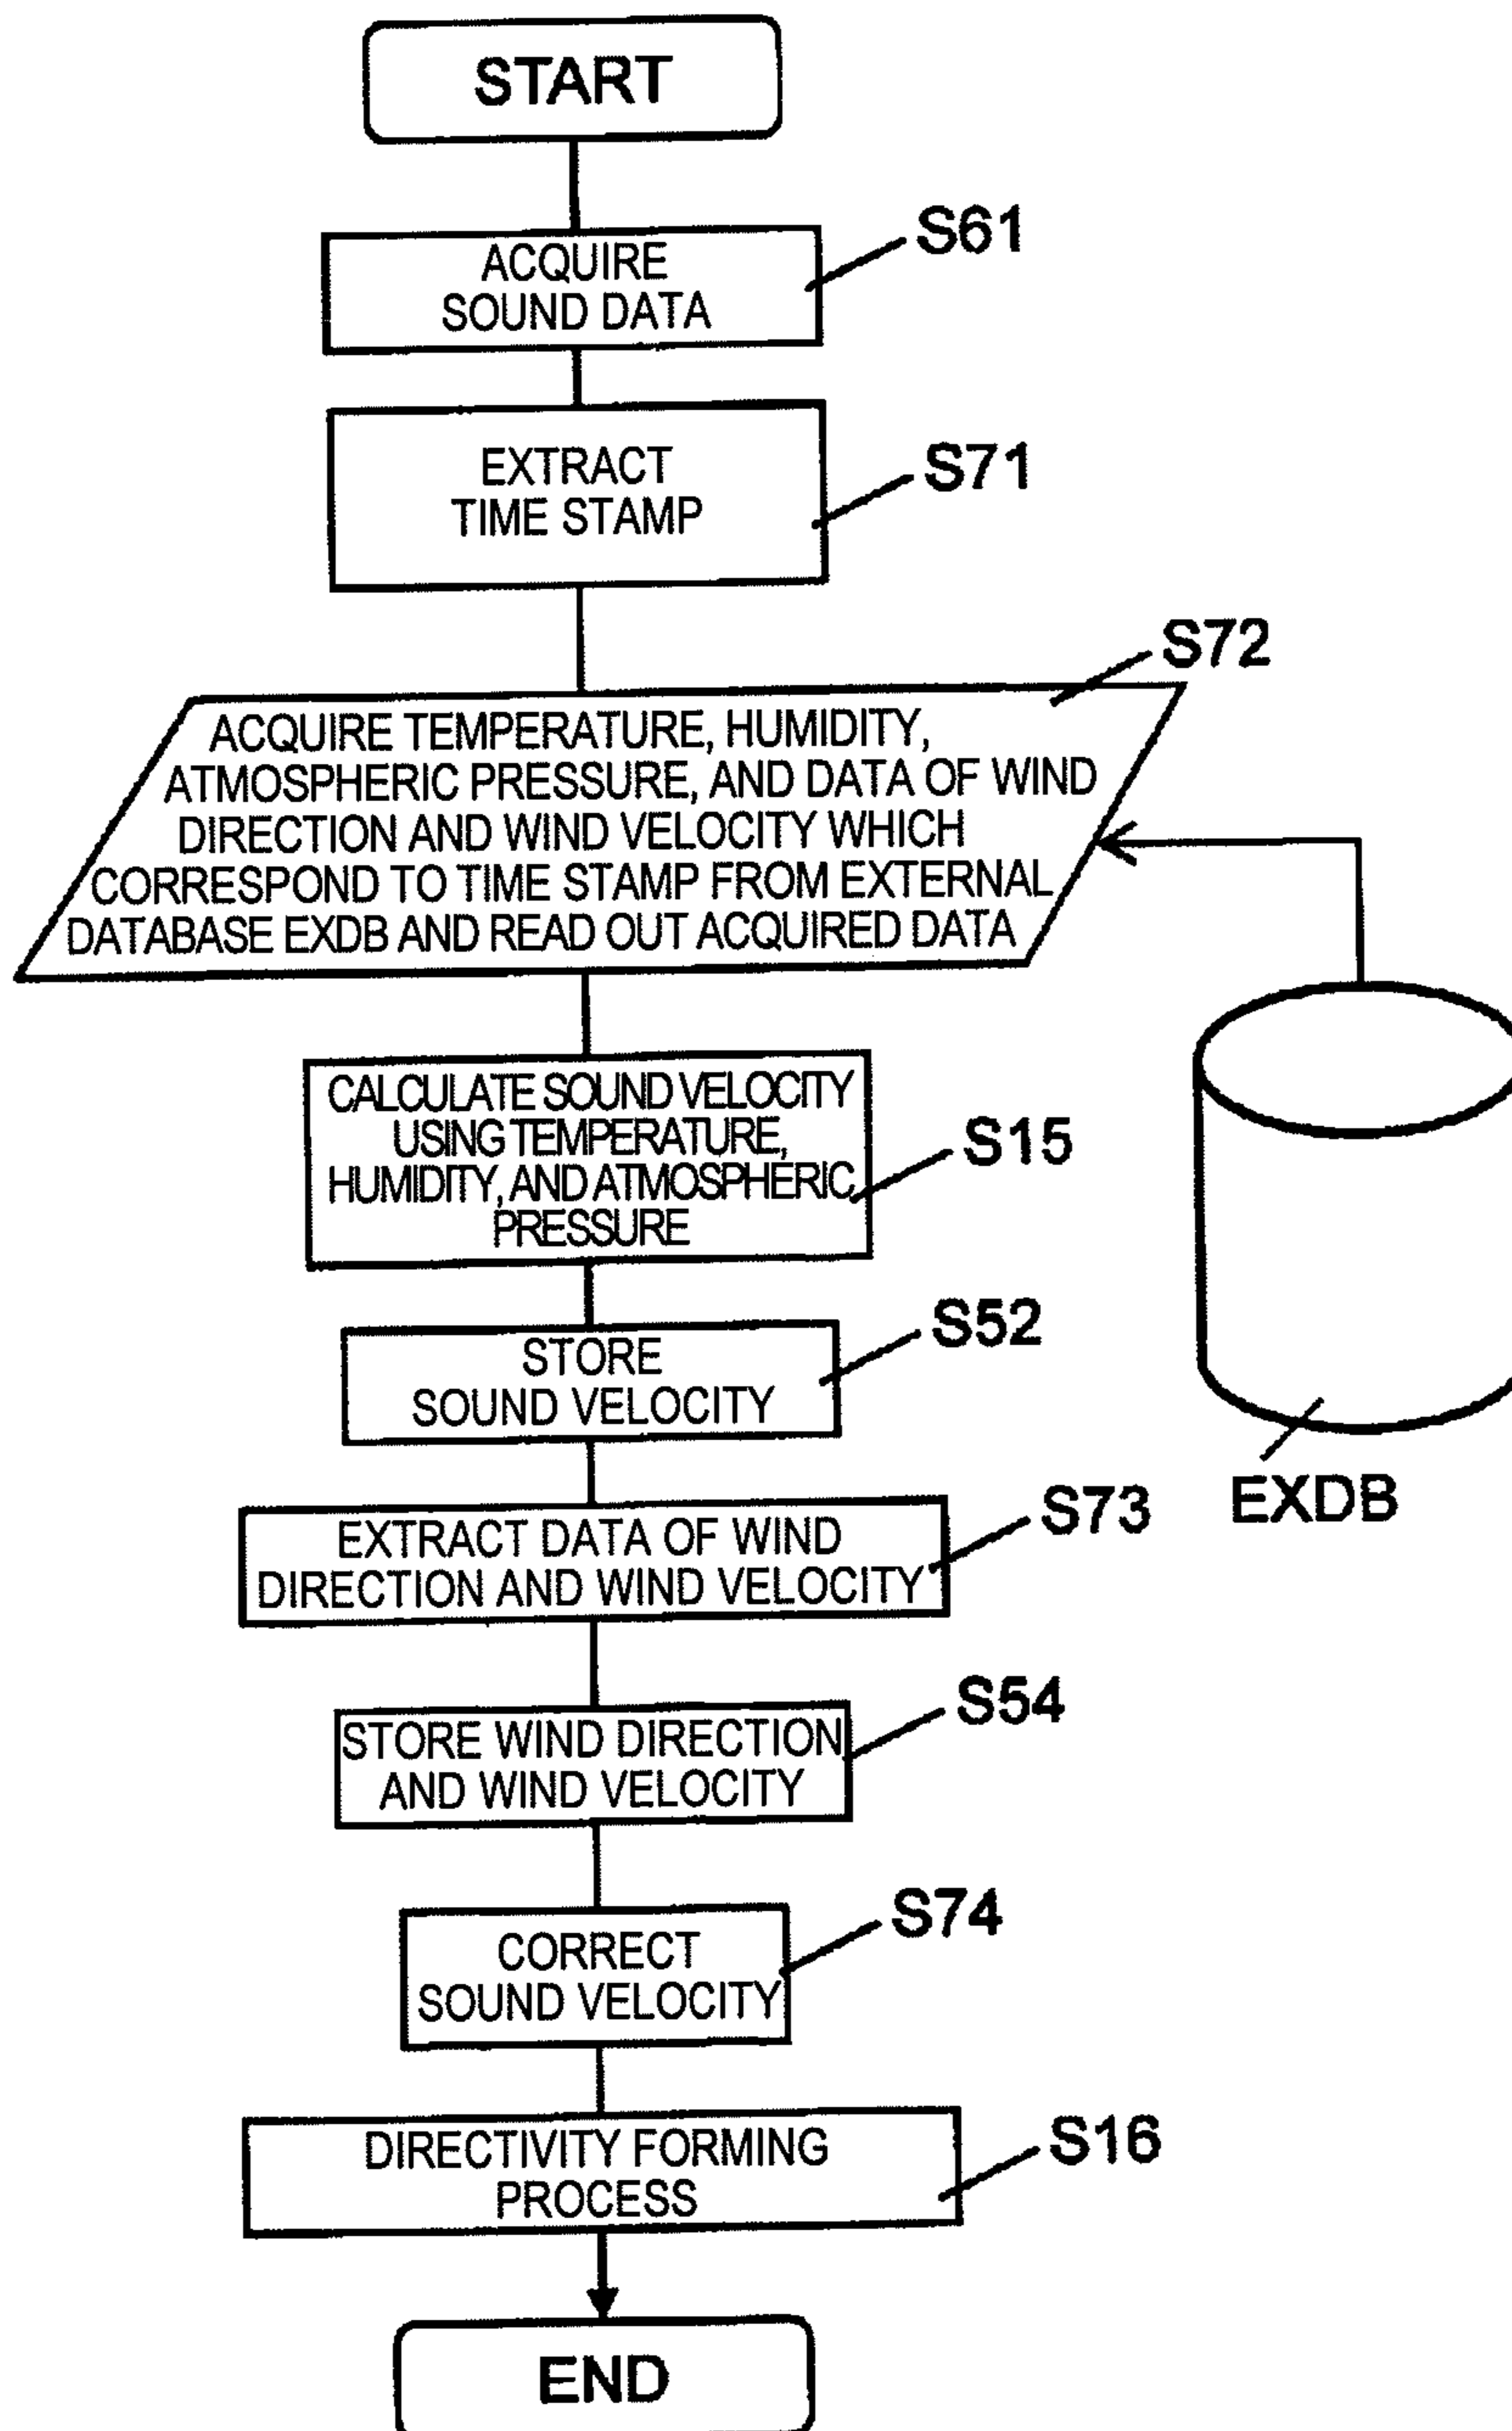 START
S61
ACQUIRE
SOUND DATA
S71
EXTRACT
TIME STAMP
S72
ACQUIRE TEMPERATURE, HUMIDITY,
ATMOSPHERIC PRESSURE, AND DATA OF WIND
DIRECTION AND WIND VELOCITY WHICH
CORRESPOND TO TIME STAMP FROM EXTERNAL
DATABASE EXDB AND READ OUT ACQUIRED DATA
CALCULATE SOUND VELOCITY
USING TEMPERATURE,
HUMIDITY, AND ATMOSPHERIC
PRESSURE
S15
S52
STORE
SOUND VELOCITY
EXDB
S73
EXTRACT DATA OF WIND
DIRECTION AND WIND VELOCITY
S54
STORE WIND DIRECTION
AND WIND VELOCITY
S74
CORRECT
SOUND VELOCITY
S16
DIRECTIVITY FORMING
PROCESS
END